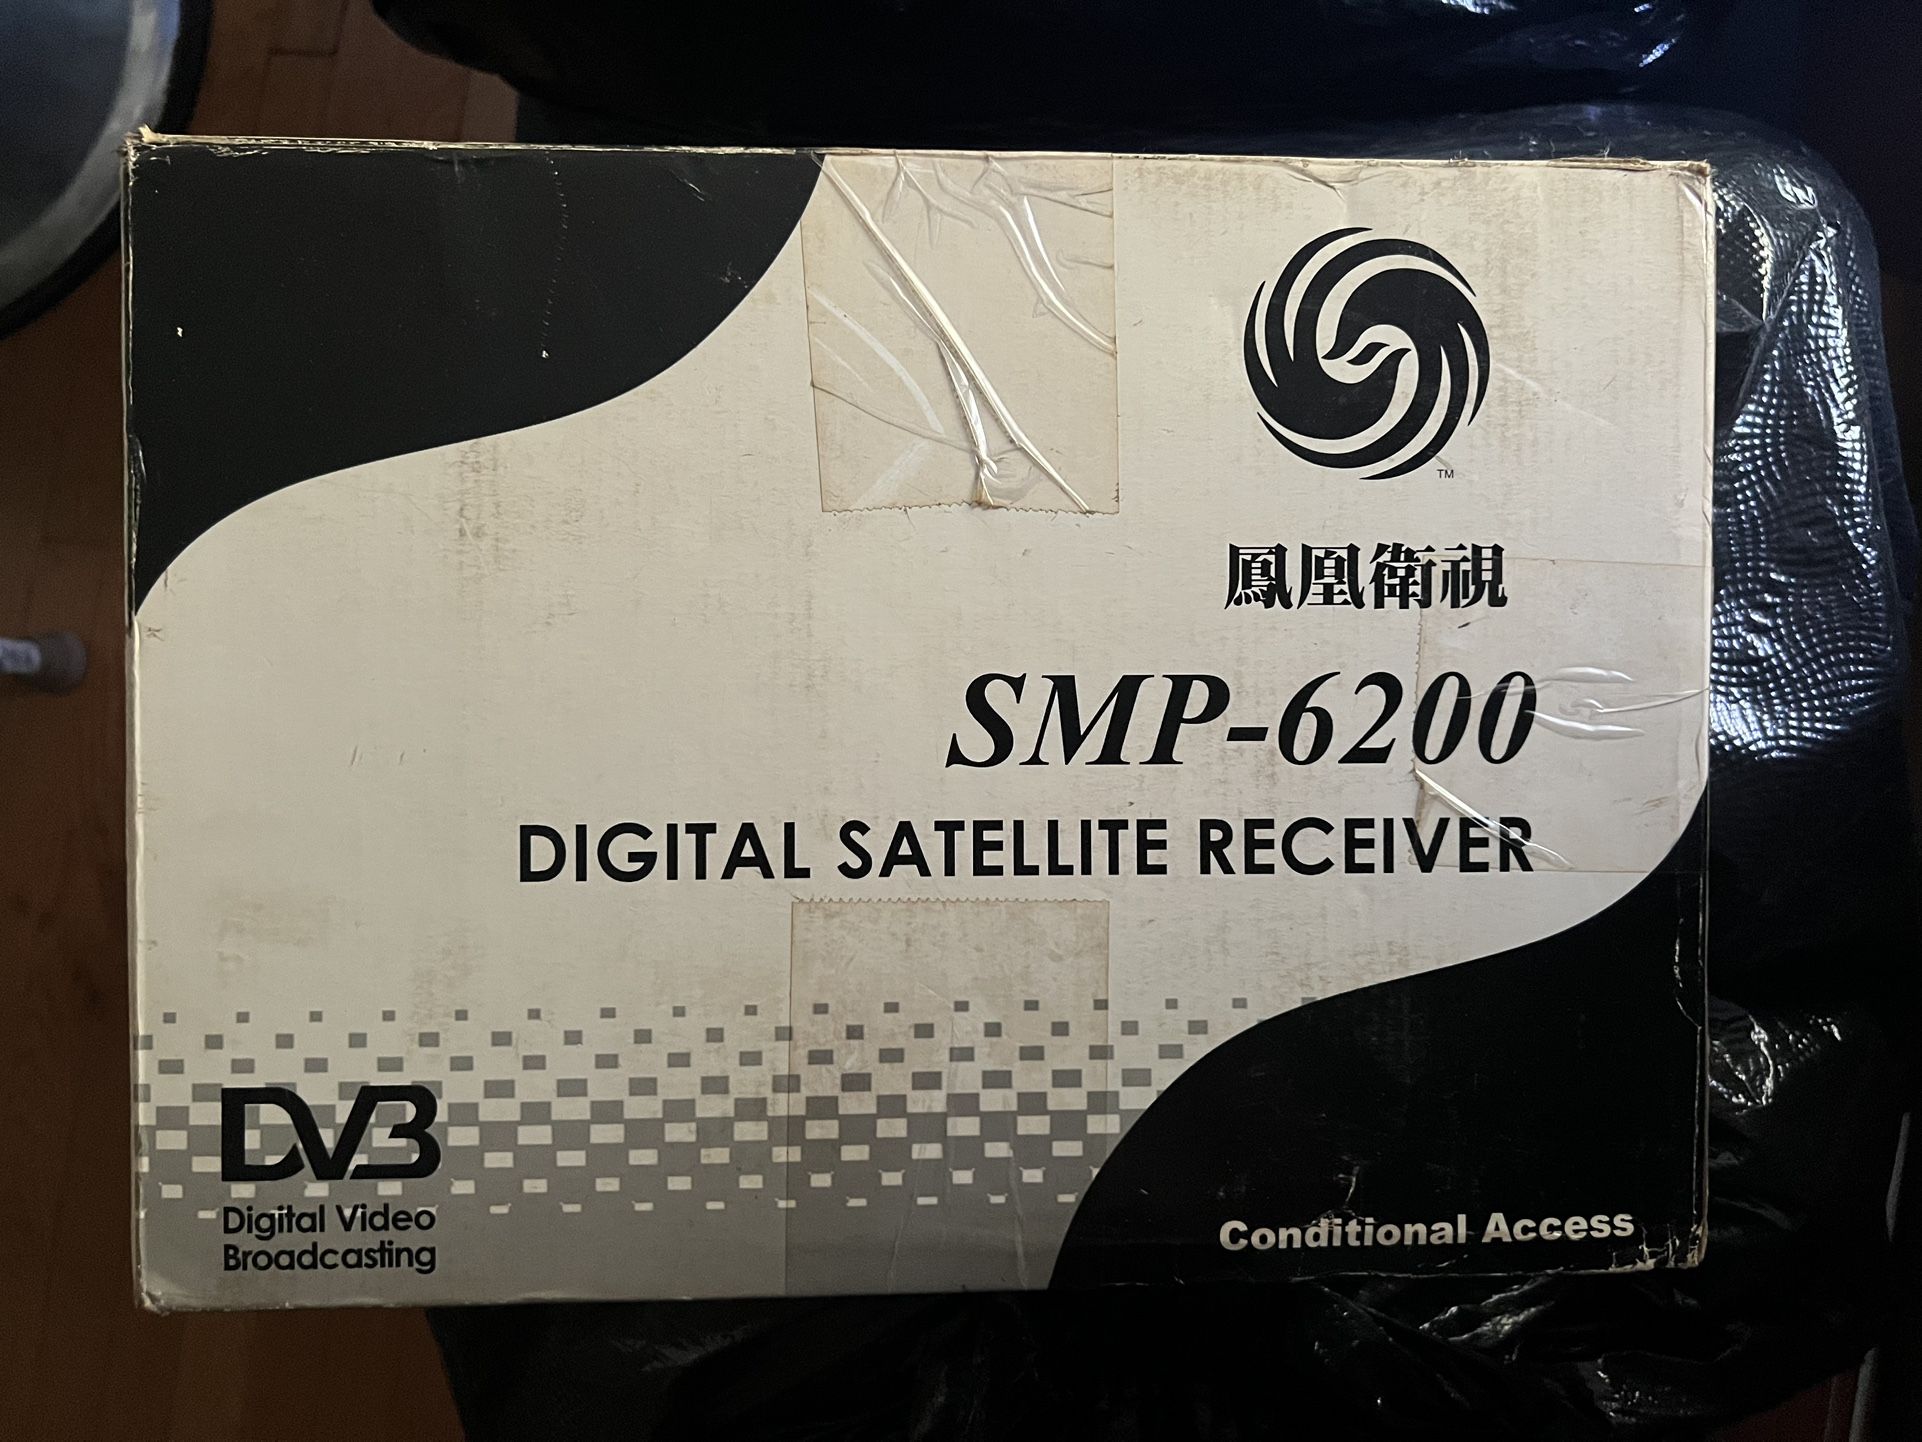 TM
鳳凰衛視
SMP-6200
DIGITAL SATELLITE RECEIVER
DVB
Digital Video
Broadcasting
Conditional Access